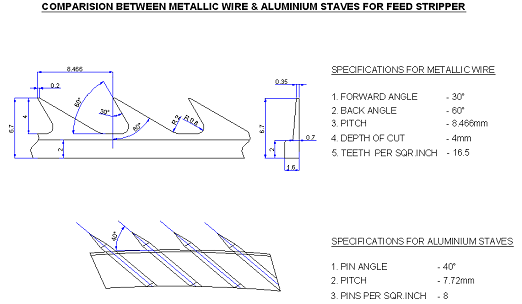 COMPARISION BETWEEN METALLIC WIRE & ALUMINIUM STAVES FOR FEED STRIPPER
8.466
0.2
60°
30°
60°
R 2
R 0.8
4
6.7
2
0.35
6.7
0.7
2
1.6
SPECIFICATIONS FOR METALLIC WIRE
1. FORWARD ANGLE - 30°
2. BACK ANGLE - 60°
3. PITCH - 8.466mm
4. DEPTH OF CUT - 4mm
5. TEETH PER SQR.INCH - 16.5
40°
SPECIFICATIONS FOR ALUMINIUM STAVES
1. PIN ANGLE - 40°
2. PITCH - 7.72mm
3. PINS PER SQR.INCH - 8